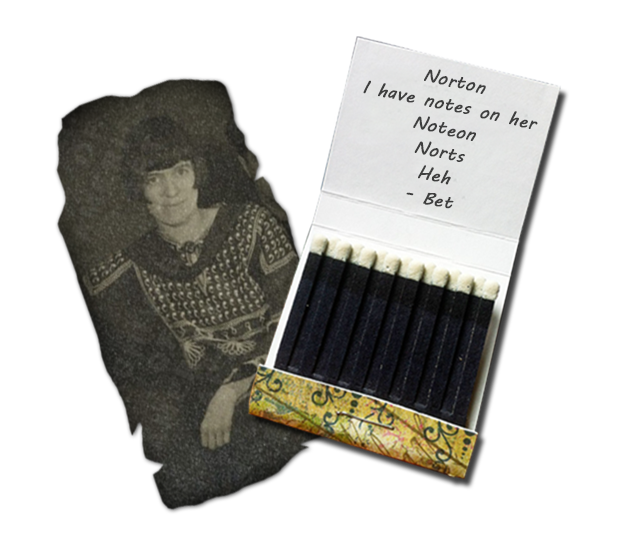 Norton
I have notes on her
Noteon
Norts
Heh
- Bet